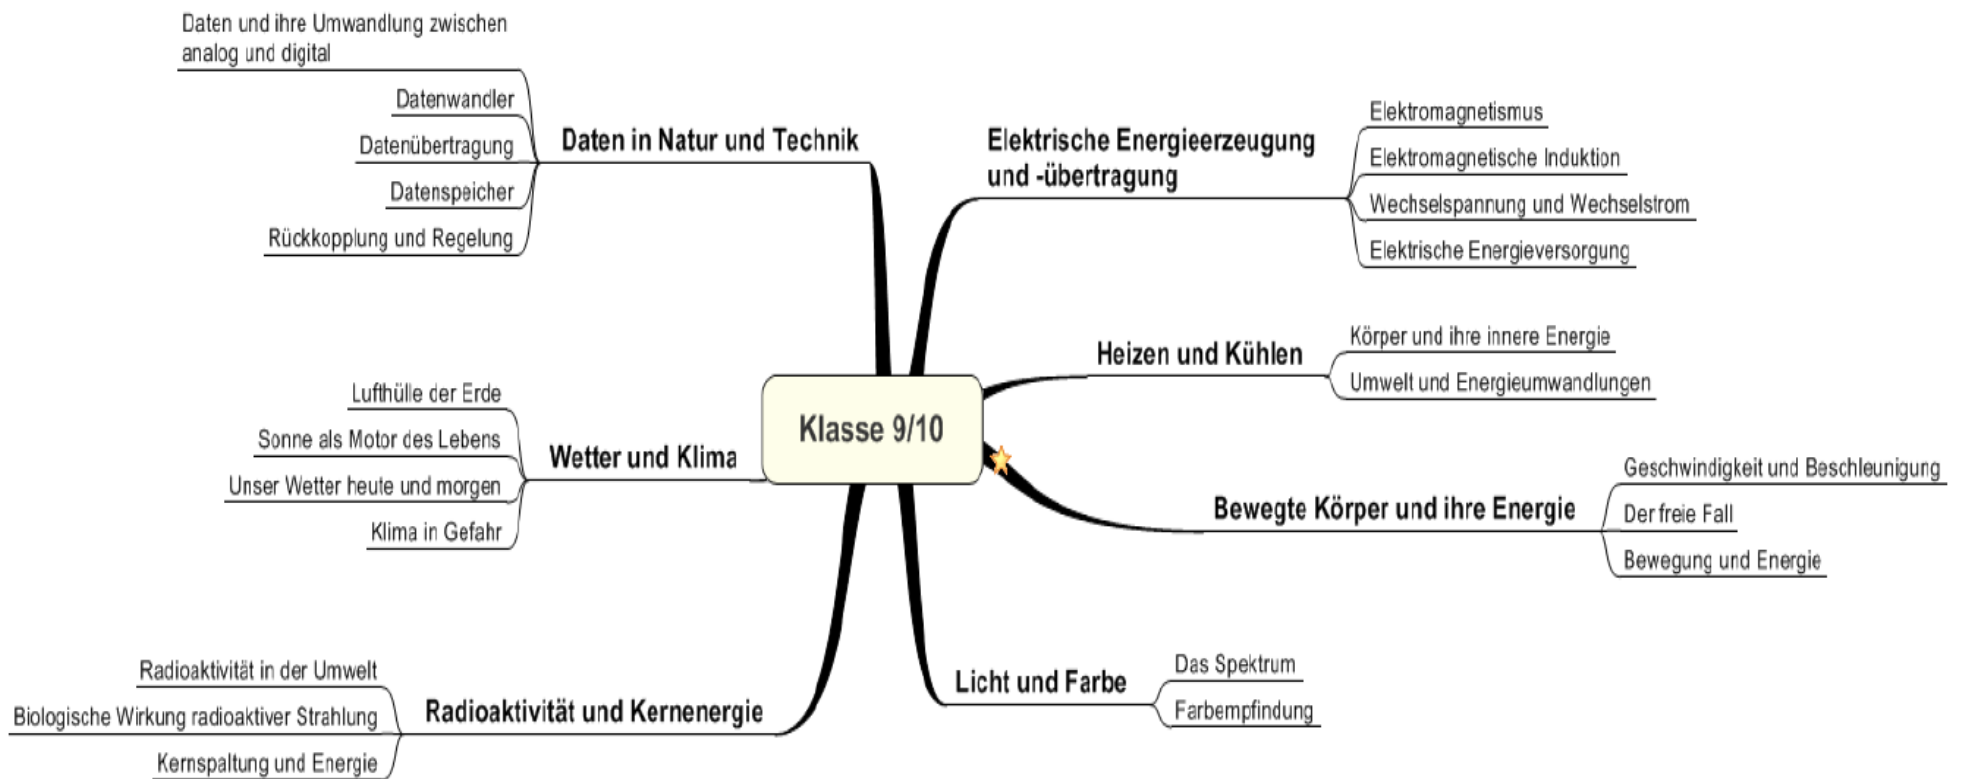 Klasse 9/10
Daten in Natur und Technik
Daten und ihre Umwandlung zwischen
analog und digital
Datenwandler
Datenübertragung
Datenspeicher
Rückkopplung und Regelung
Elektrische Energieerzeugung
und -übertragung
Elektromagnetismus
Elektromagnetische Induktion
Wechselspannung und Wechselstrom
Elektrische Energieversorgung
Heizen und Kühlen
Körper und ihre innere Energie
Umwelt und Energieumwandlungen
Bewegte Körper und ihre Energie
Geschwindigkeit und Beschleunigung
Der freie Fall
Bewegung und Energie
Licht und Farbe
Das Spektrum
Farbempfindung
Radioaktivität und Kernenergie
Radioaktivität in der Umwelt
Biologische Wirkung radioaktiver Strahlung
Kernspaltung und Energie
Wetter und Klima
Lufthülle der Erde
Sonne als Motor des Lebens
Unser Wetter heute und morgen
Klima in Gefahr